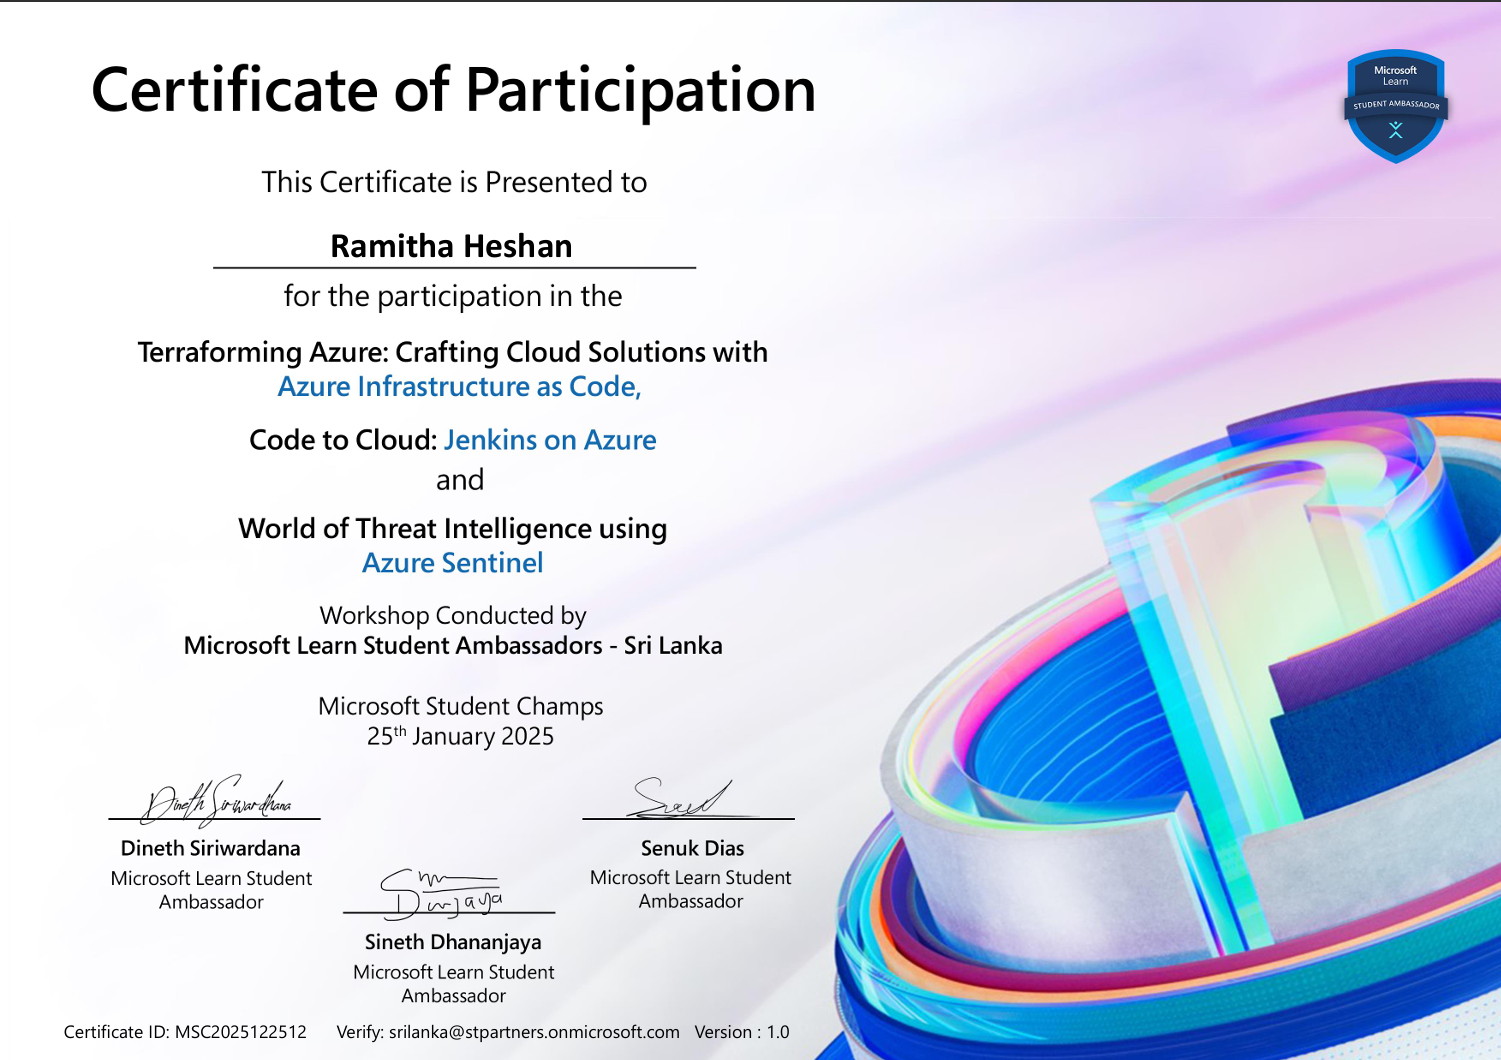 Certificate of Participation
Microsoft
Learn
STUDENT AMBASSADOR
This Certificate is Presented to
Ramitha Heshan
for the participation in the
Terraforming Azure: Crafting Cloud Solutions with
Azure Infrastructure as Code,
Code to Cloud: Jenkins on Azure
and
World of Threat Intelligence using
Azure Sentinel
Workshop Conducted by
Microsoft Learn Student Ambassadors - Sri Lanka
Microsoft Student Champs
25th January 2025
Dineth Siriwardhana
Dineth Siriwardana
Microsoft Learn Student
Ambassador
Senuk Dias
Microsoft Learn Student
Ambassador
Sineth Dhananjaya
Microsoft Learn Student
Ambassador
Certificate ID: MSC2025122512 Verify: srilanka@stpartners.onmicrosoft.com Version : 1.0